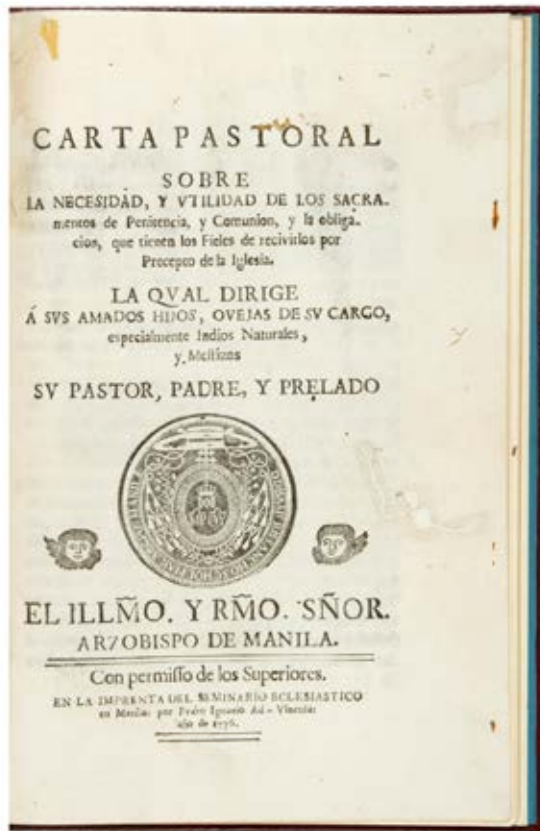 CARTA PASTORAL
SOBRE
LA NECESIDAD, Y VTILIDAD DE LOS SACRA-
mentos de Penitencia, y Comunion, y la obliga-
cion, que tienen los Fieles de recivirlos por
Precepto de la Iglesia.
LA QVAL DIRIGE
Á SVS AMADOS HIJOS, OVEJAS DE SV CARGO,
especialmente Indios Naturales,
y Mestizos
SV PASTOR, PADRE, Y PRELADO
EL ILLM̃O. Y RM̃O. SÑOR.
ARZOBISPO DE MANILA.
Con permisso de los Superiores.
EN LA IMPRENTA DEL SEMINARIO ECLESIASTICO
en Manila: por Pedro Ignacio Ad-Vincula:
año de 1776.